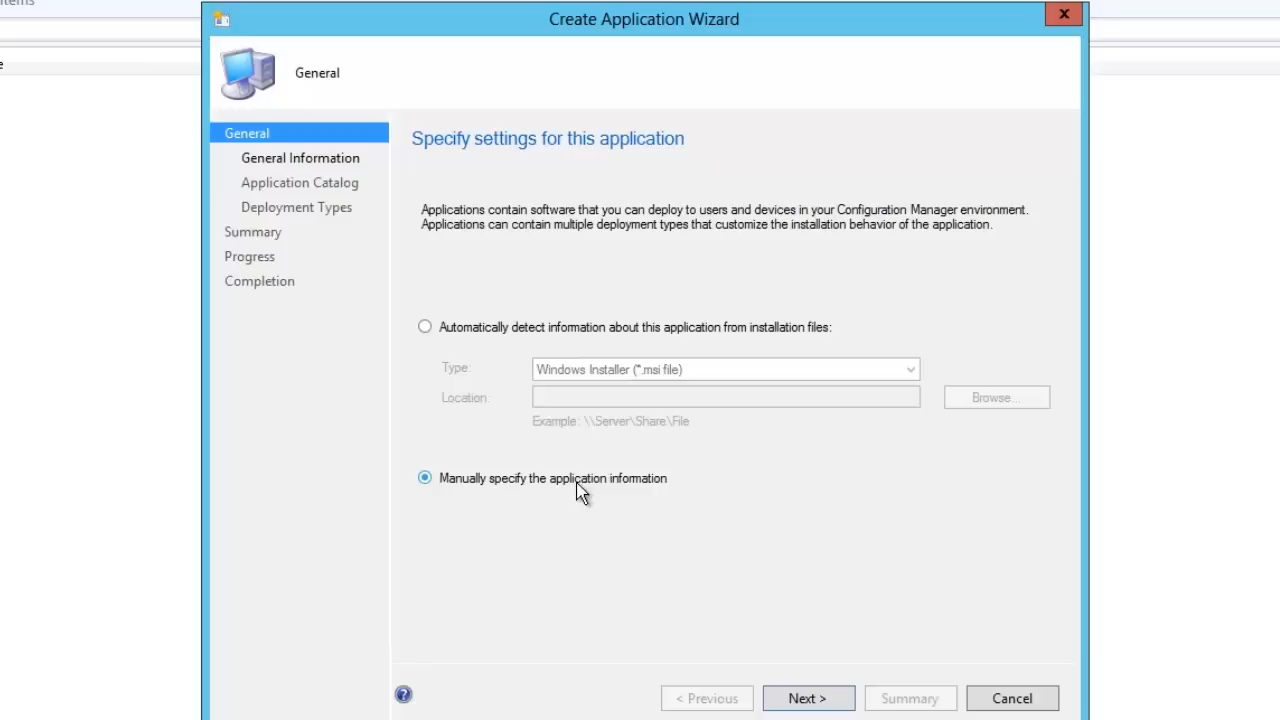 Create Application Wizard
x
General
General
General Information
Application Catalog
Deployment Types
Summary
Progress
Completion
Specify settings for this application
Applications contain software that you can deploy to users and devices in your Configuration Manager environment.
Applications can contain multiple deployment types that customize the installation behavior of the application.
Automatically detect information about this application from installation files:
Type:
Windows Installer (*.msi file)
Location:
Browse...
Example: \\Server\Share\File
Manually specify the application information
?
< Previous
Next >
Summary
Cancel